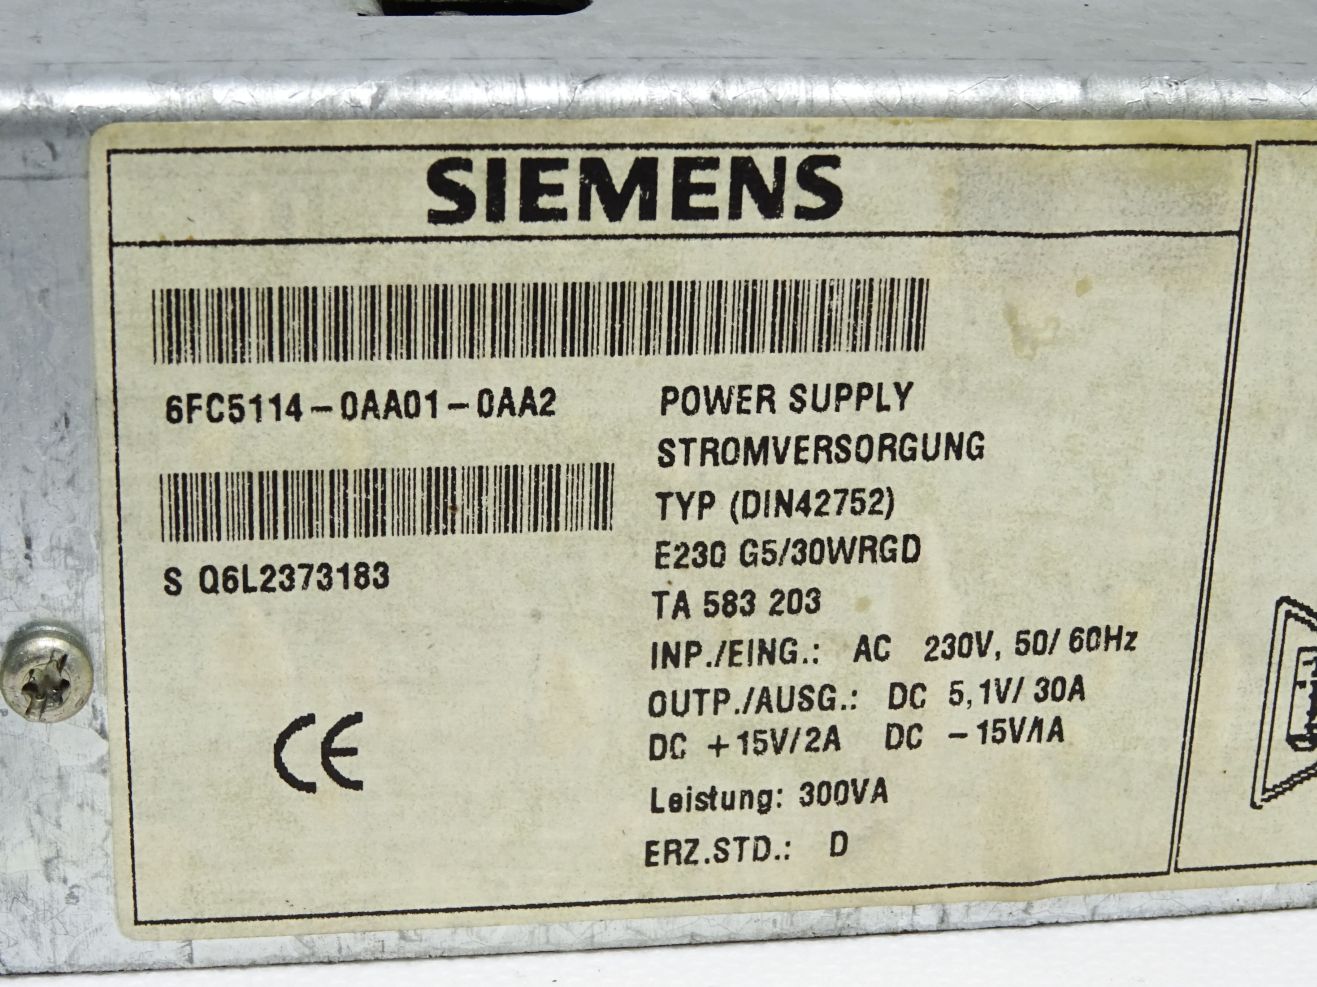 SIEMENS
6FC5114-0AA01-0AA2
S Q6L2373183
POWER SUPPLY
STROMVERSORGUNG
TYP (DIN42752)
E230 G5/30WRGD
TA 583 203
INP./EING.: AC 230V, 50/60Hz
OUTP./AUSG.: DC 5,1V/30A
DC +15V/2A DC -15V/1A
Leistung: 300VA
ERZ.STD.: D
CE